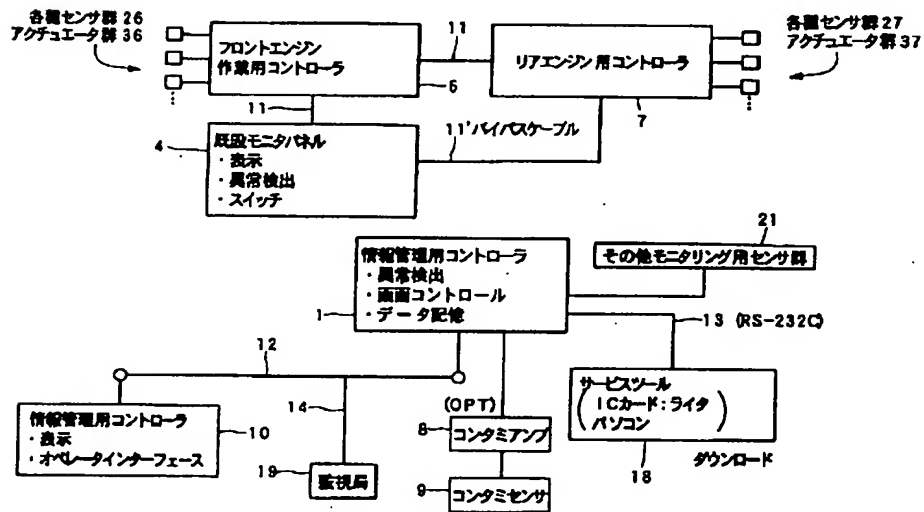 各種センサ群26
アクチュエータ群36
フロントエンジン
作業用コントローラ
6
11
リアエンジン用コントローラ
7
各種センサ群27
アクチュエータ群37
11
11'バイパスケーブル
4
既設モニタパネル
・表示
・異常検出
・スイッチ
21
その他モニタリング用センサ群
情報管理用コントローラ
・異常検出
・画面コントロール
・データ記憶
1
13 (RS-232C)
12
14
(OPT)
サービスツール
(ICカード:ライタ
パソコン)
18
ダウンロード
情報管理用コントローラ
・表示
・オペレータインターフェース
10
19
監視局
8
コンタミアンプ
9
コンタミセンサ